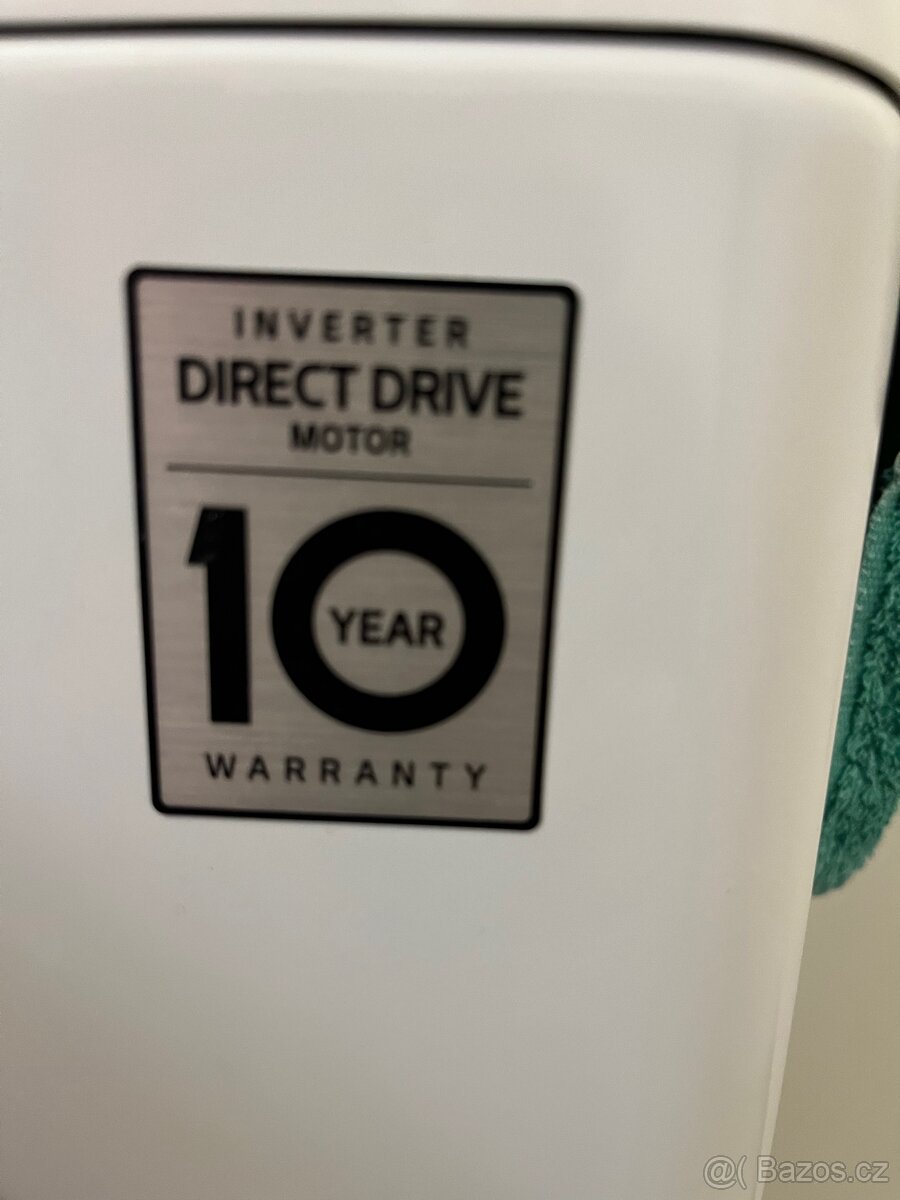 INVERTER
DIRECT DRIVE
MOTOR
10
YEAR
WARRANTY
@( Bazos.cz